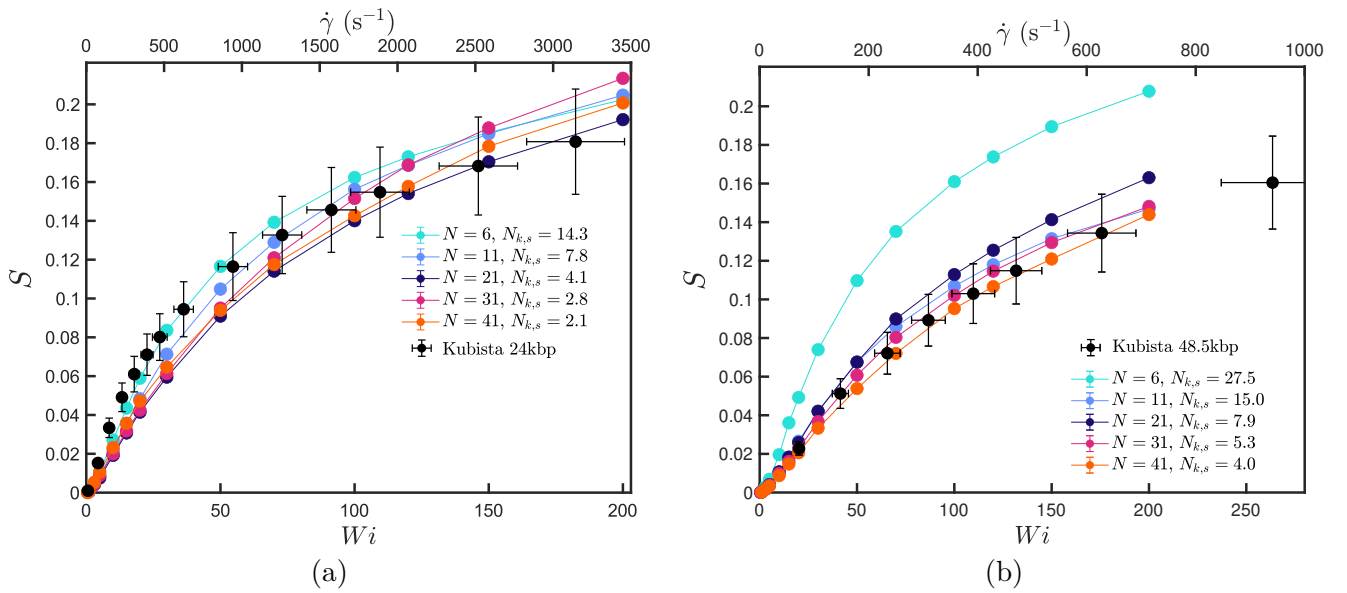 γ̇ (s⁻¹)
0 500 1000 1500 2000 2500 3000 3500
0.2
0.18
0.16
0.14
0.12
0.1
0.08
0.06
0.04
0.02
0
S
N = 6, N_{k,s} = 14.3
N = 11, N_{k,s} = 7.8
N = 21, N_{k,s} = 4.1
N = 31, N_{k,s} = 2.8
N = 41, N_{k,s} = 2.1
Kubista 24kbp
0 50 100 150 200
Wi
(a)
γ̇ (s⁻¹)
0 200 400 600 800 1000
0.2
0.18
0.16
0.14
0.12
0.1
0.08
0.06
0.04
0.02
0
S
Kubista 48.5kbp
N = 6, N_{k,s} = 27.5
N = 11, N_{k,s} = 15.0
N = 21, N_{k,s} = 7.9
N = 31, N_{k,s} = 5.3
N = 41, N_{k,s} = 4.0
0 50 100 150 200 250
Wi
(b)